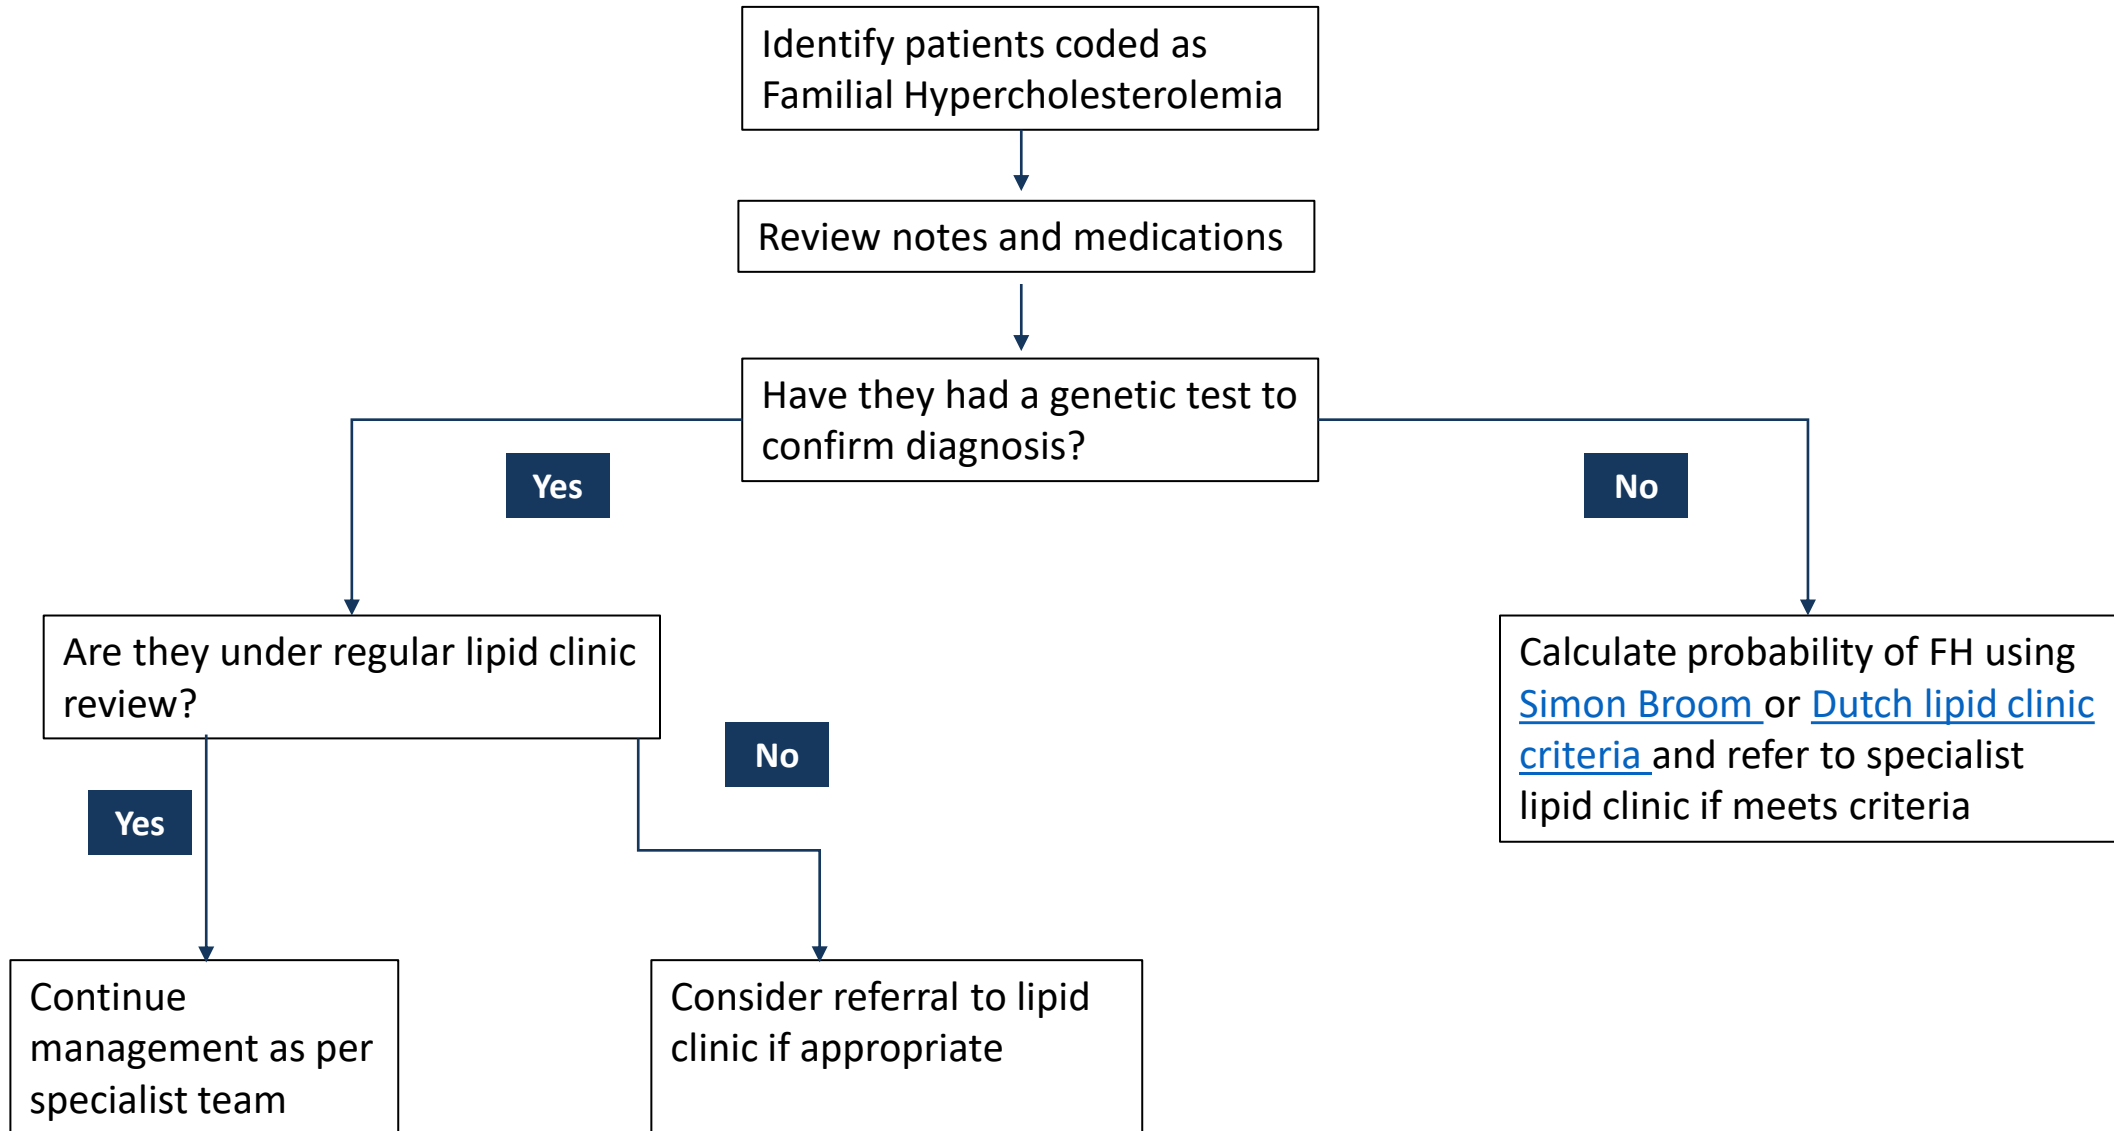 Identify patients coded as
Familial Hypercholesterolemia
Review notes and medications
Have they had a genetic test to
confirm diagnosis?
Yes
No
Are they under regular lipid clinic
review?
Calculate probability of FH using
Simon Broom or Dutch lipid clinic
criteria and refer to specialist
lipid clinic if meets criteria
No
Yes
Continue
management as per
specialist team
Consider referral to lipid
clinic if appropriate